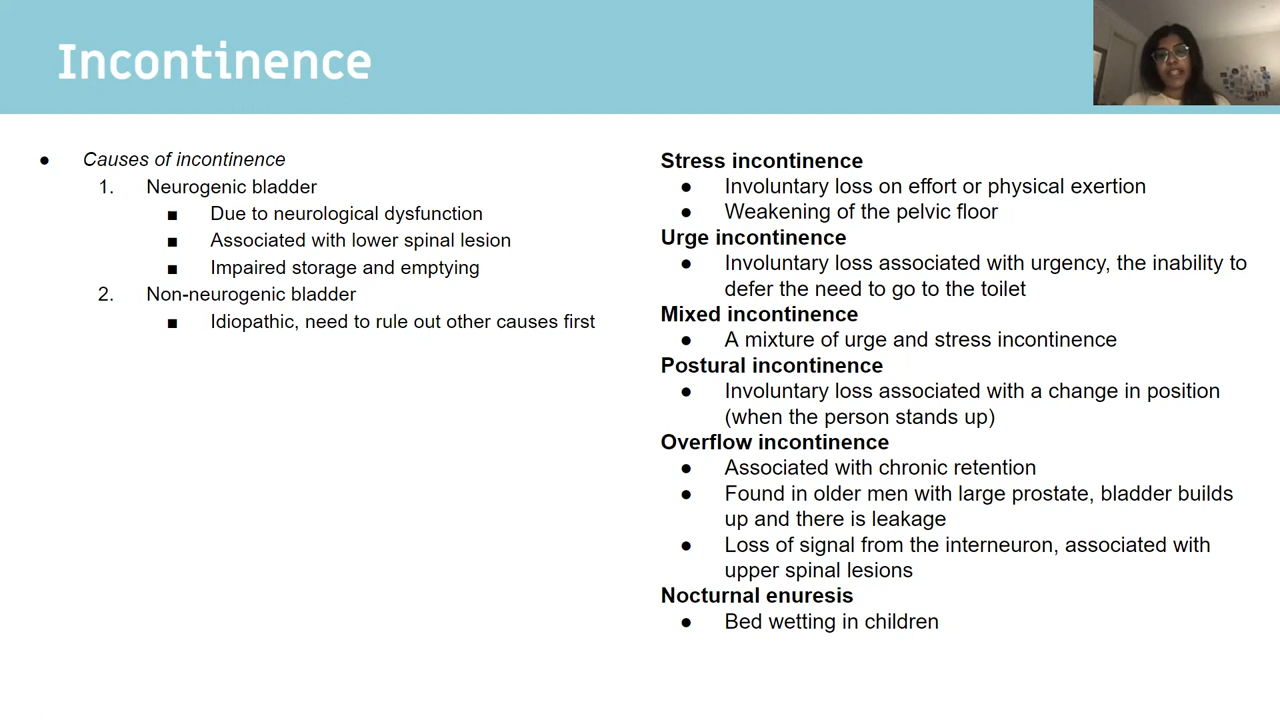 Incontinence
● Causes of incontinence
1. Neurogenic bladder
■ Due to neurological dysfunction
■ Associated with lower spinal lesion
■ Impaired storage and emptying
2. Non-neurogenic bladder
■ Idiopathic, need to rule out other causes first
Stress incontinence
● Involuntary loss on effort or physical exertion
● Weakening of the pelvic floor
Urge incontinence
● Involuntary loss associated with urgency, the inability to
defer the need to go to the toilet
Mixed incontinence
● A mixture of urge and stress incontinence
Postural incontinence
● Involuntary loss associated with a change in position
(when the person stands up)
Overflow incontinence
● Associated with chronic retention
● Found in older men with large prostate, bladder builds
up and there is leakage
● Loss of signal from the interneuron, associated with
upper spinal lesions
Nocturnal enuresis
● Bed wetting in children